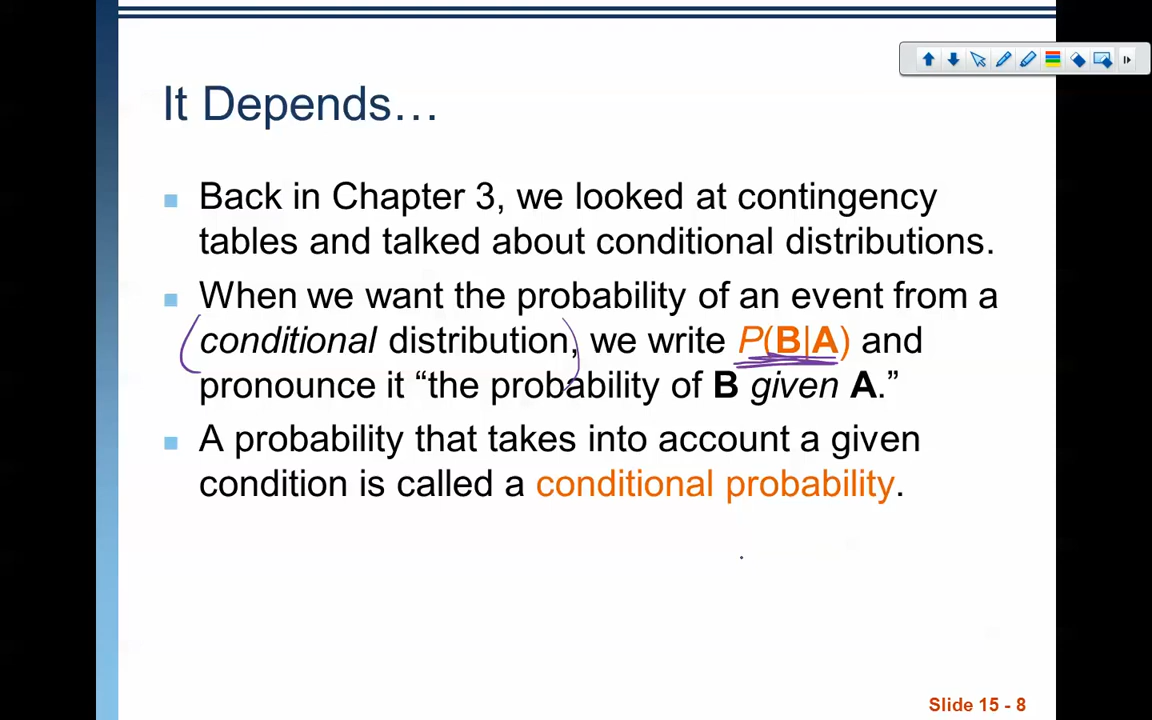 It Depends…
Back in Chapter 3, we looked at contingency
tables and talked about conditional distributions.
When we want the probability of an event from a
conditional distribution, we write P(B|A) and
pronounce it “the probability of B given A.”
A probability that takes into account a given
condition is called a conditional probability.
Slide 15 - 8